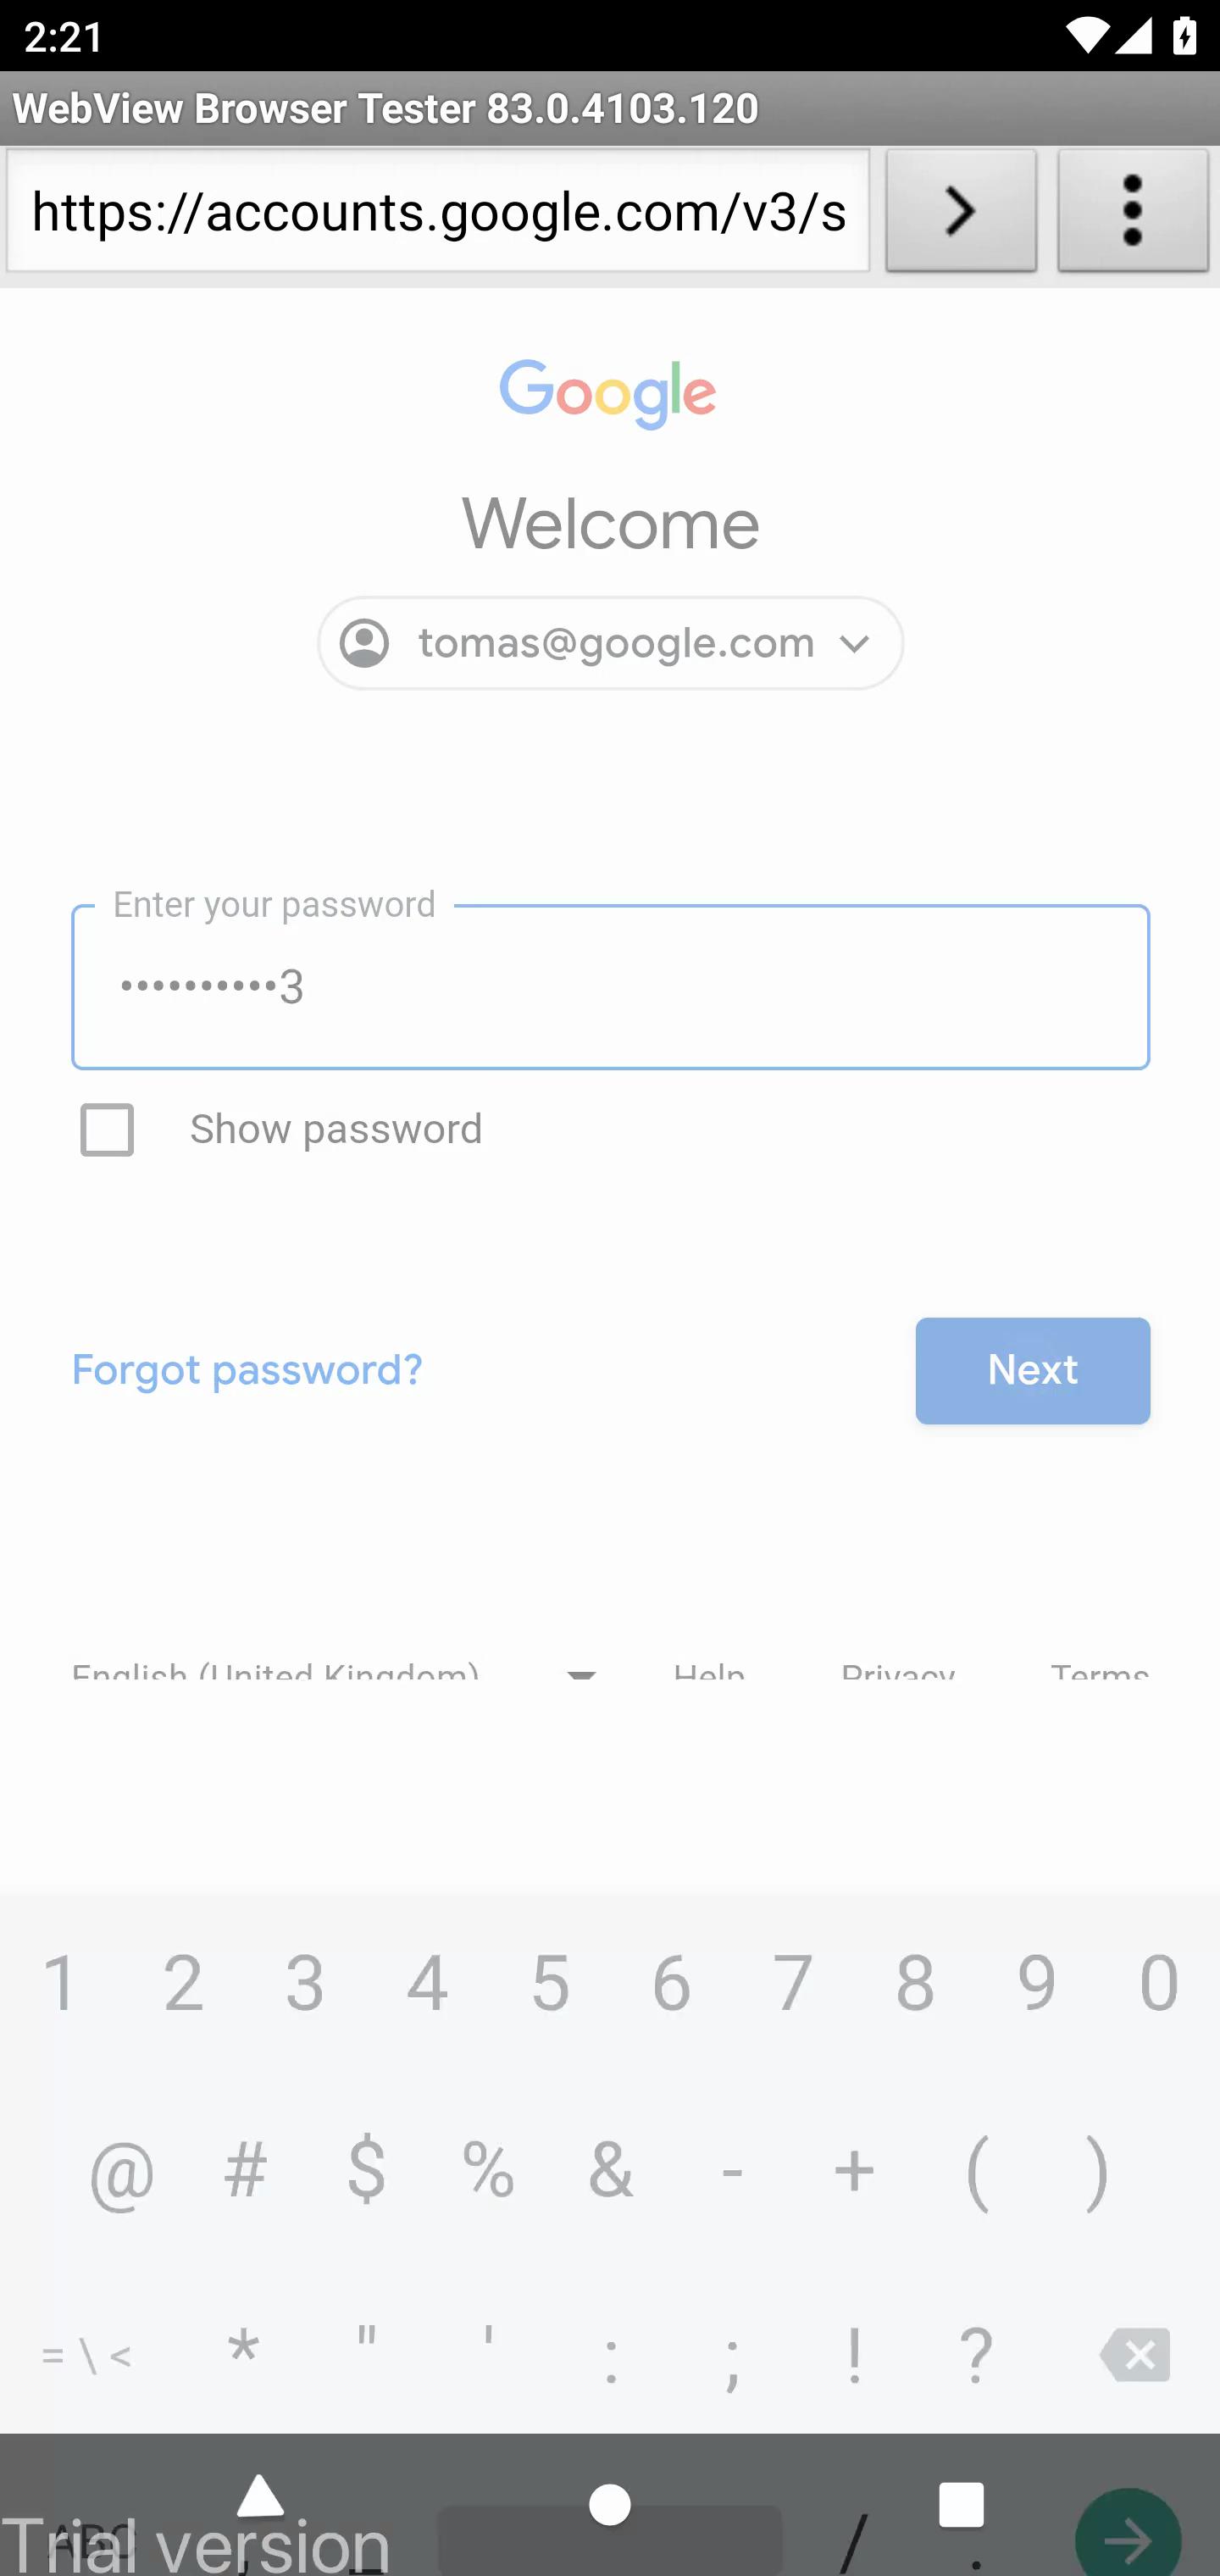 2:21
WebView Browser Tester 83.0.4103.120
https://accounts.google.com/v3/s
Google
Welcome
tomas@google.com
Enter your password
••••••••••3
Show password
Forgot password?
Next
English (United Kingdom) Help Privacy Terms
1 2 3 4 5 6 7 8 9 0
@ # $ % & - + ( )
= \ < * " ' : ; ! ?
ABC , _ / .
Trial version